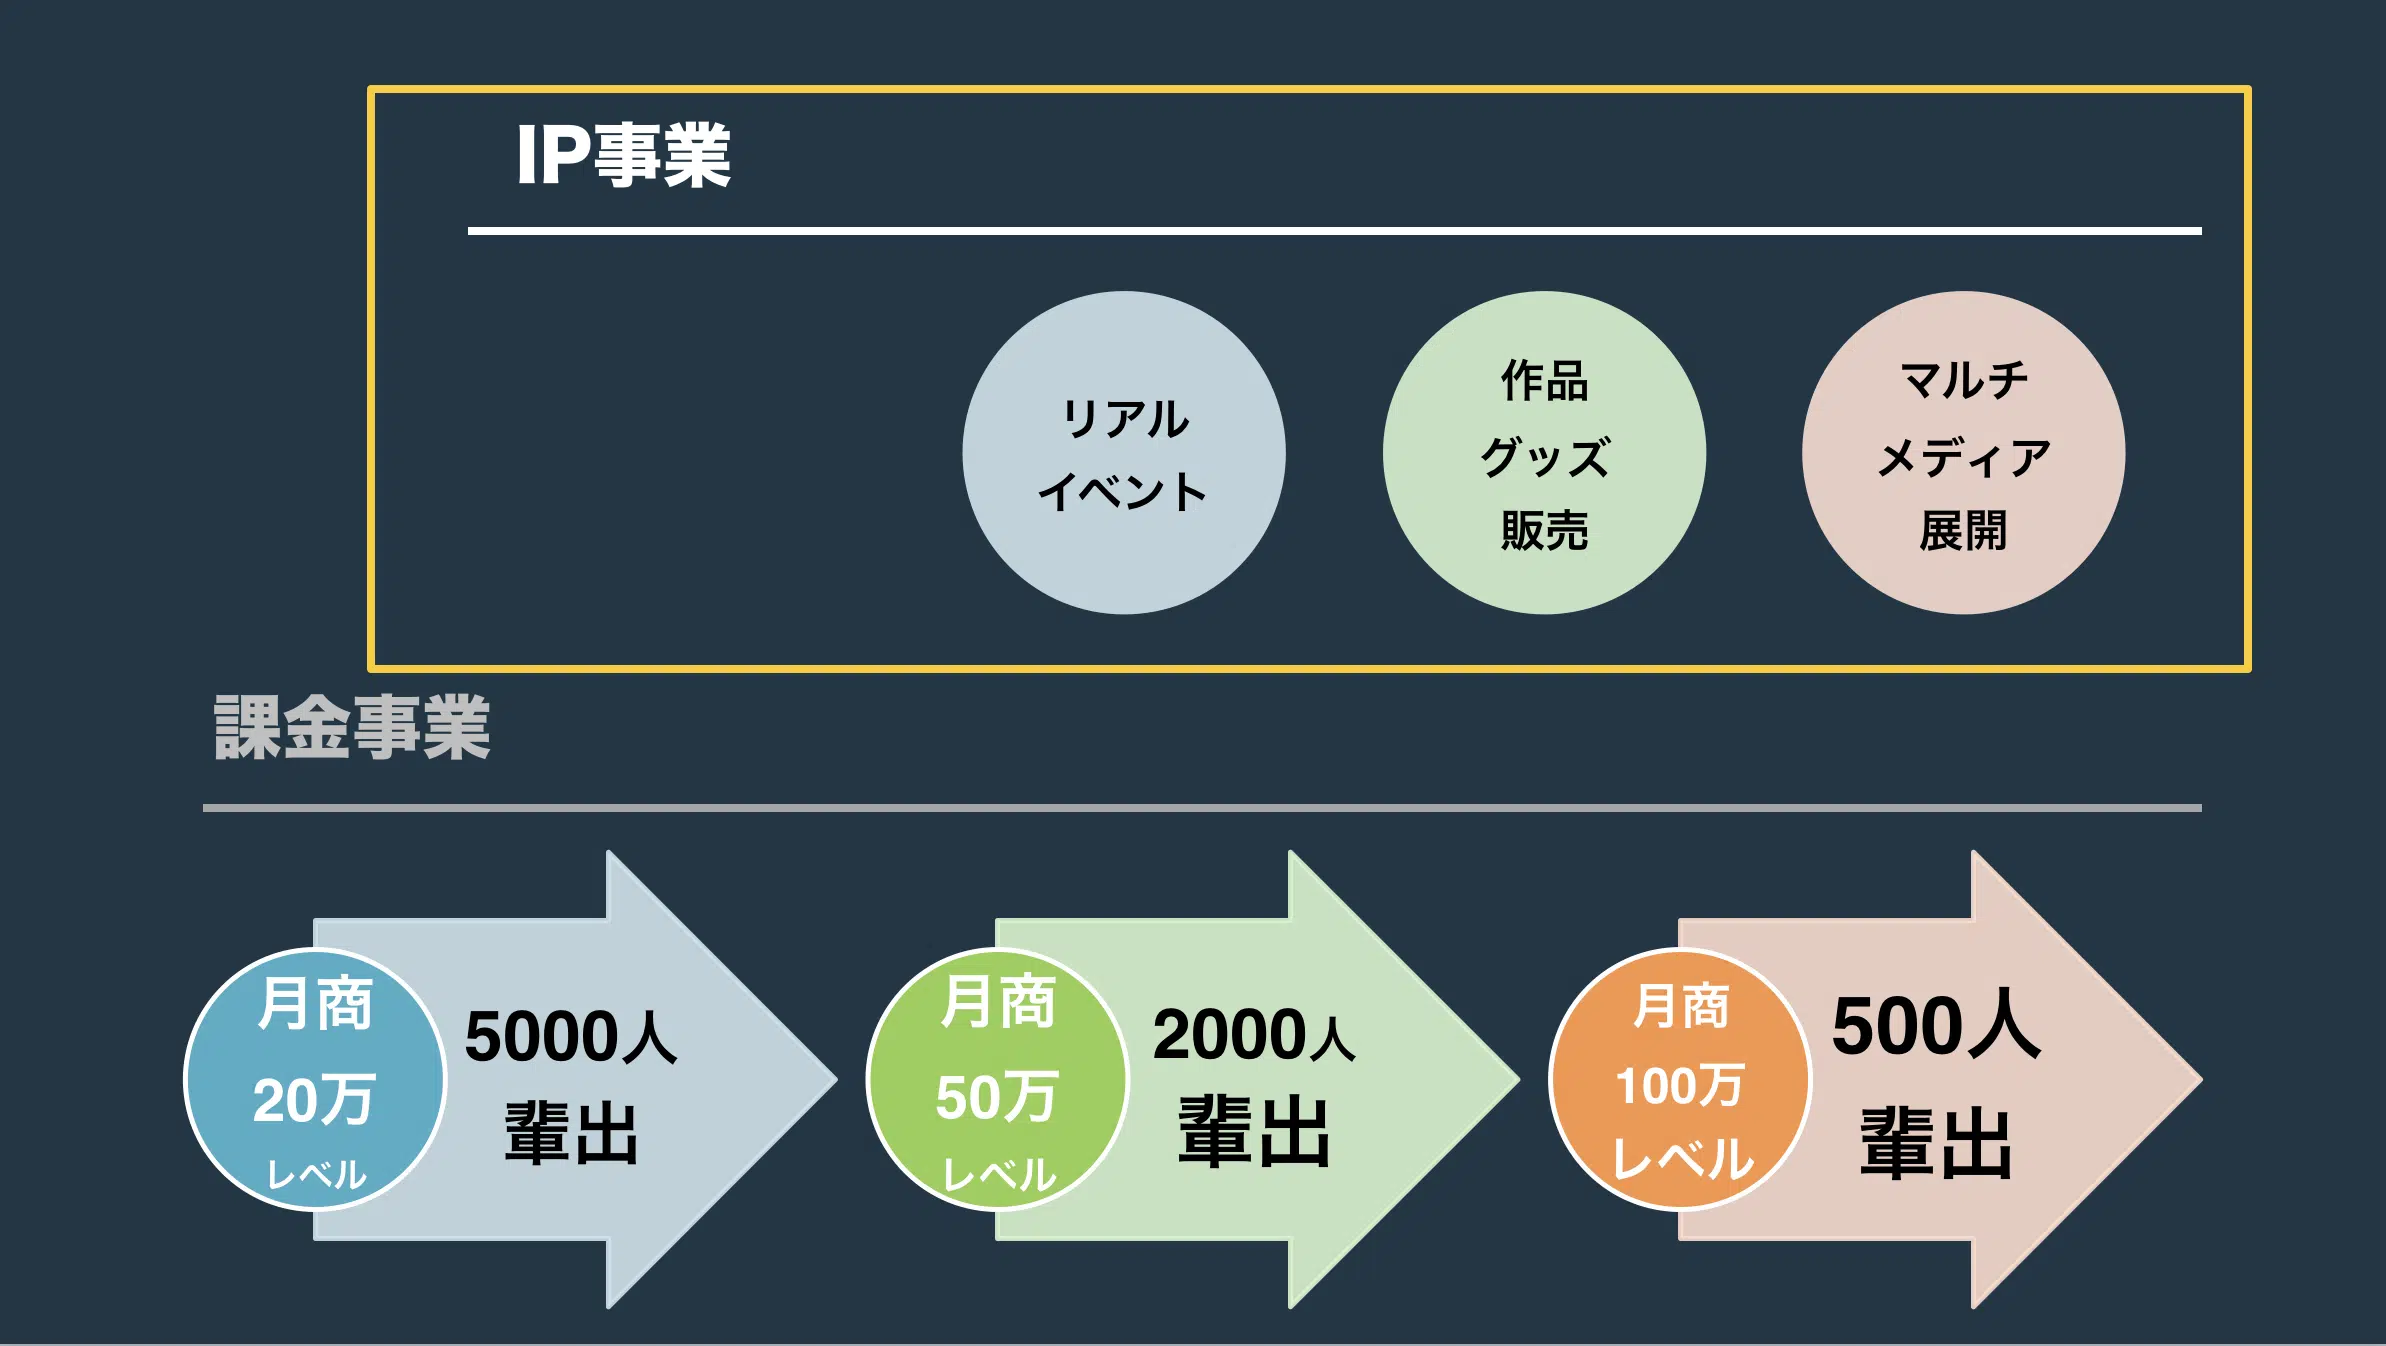 IP事業
リアル
イベント
作品
グッズ
販売
マルチ
メディア
展開
課金事業
月商
20万
レベル
5000人
輩出
月商
50万
レベル
2000人
輩出
月商
100万
レベル
500人
輩出